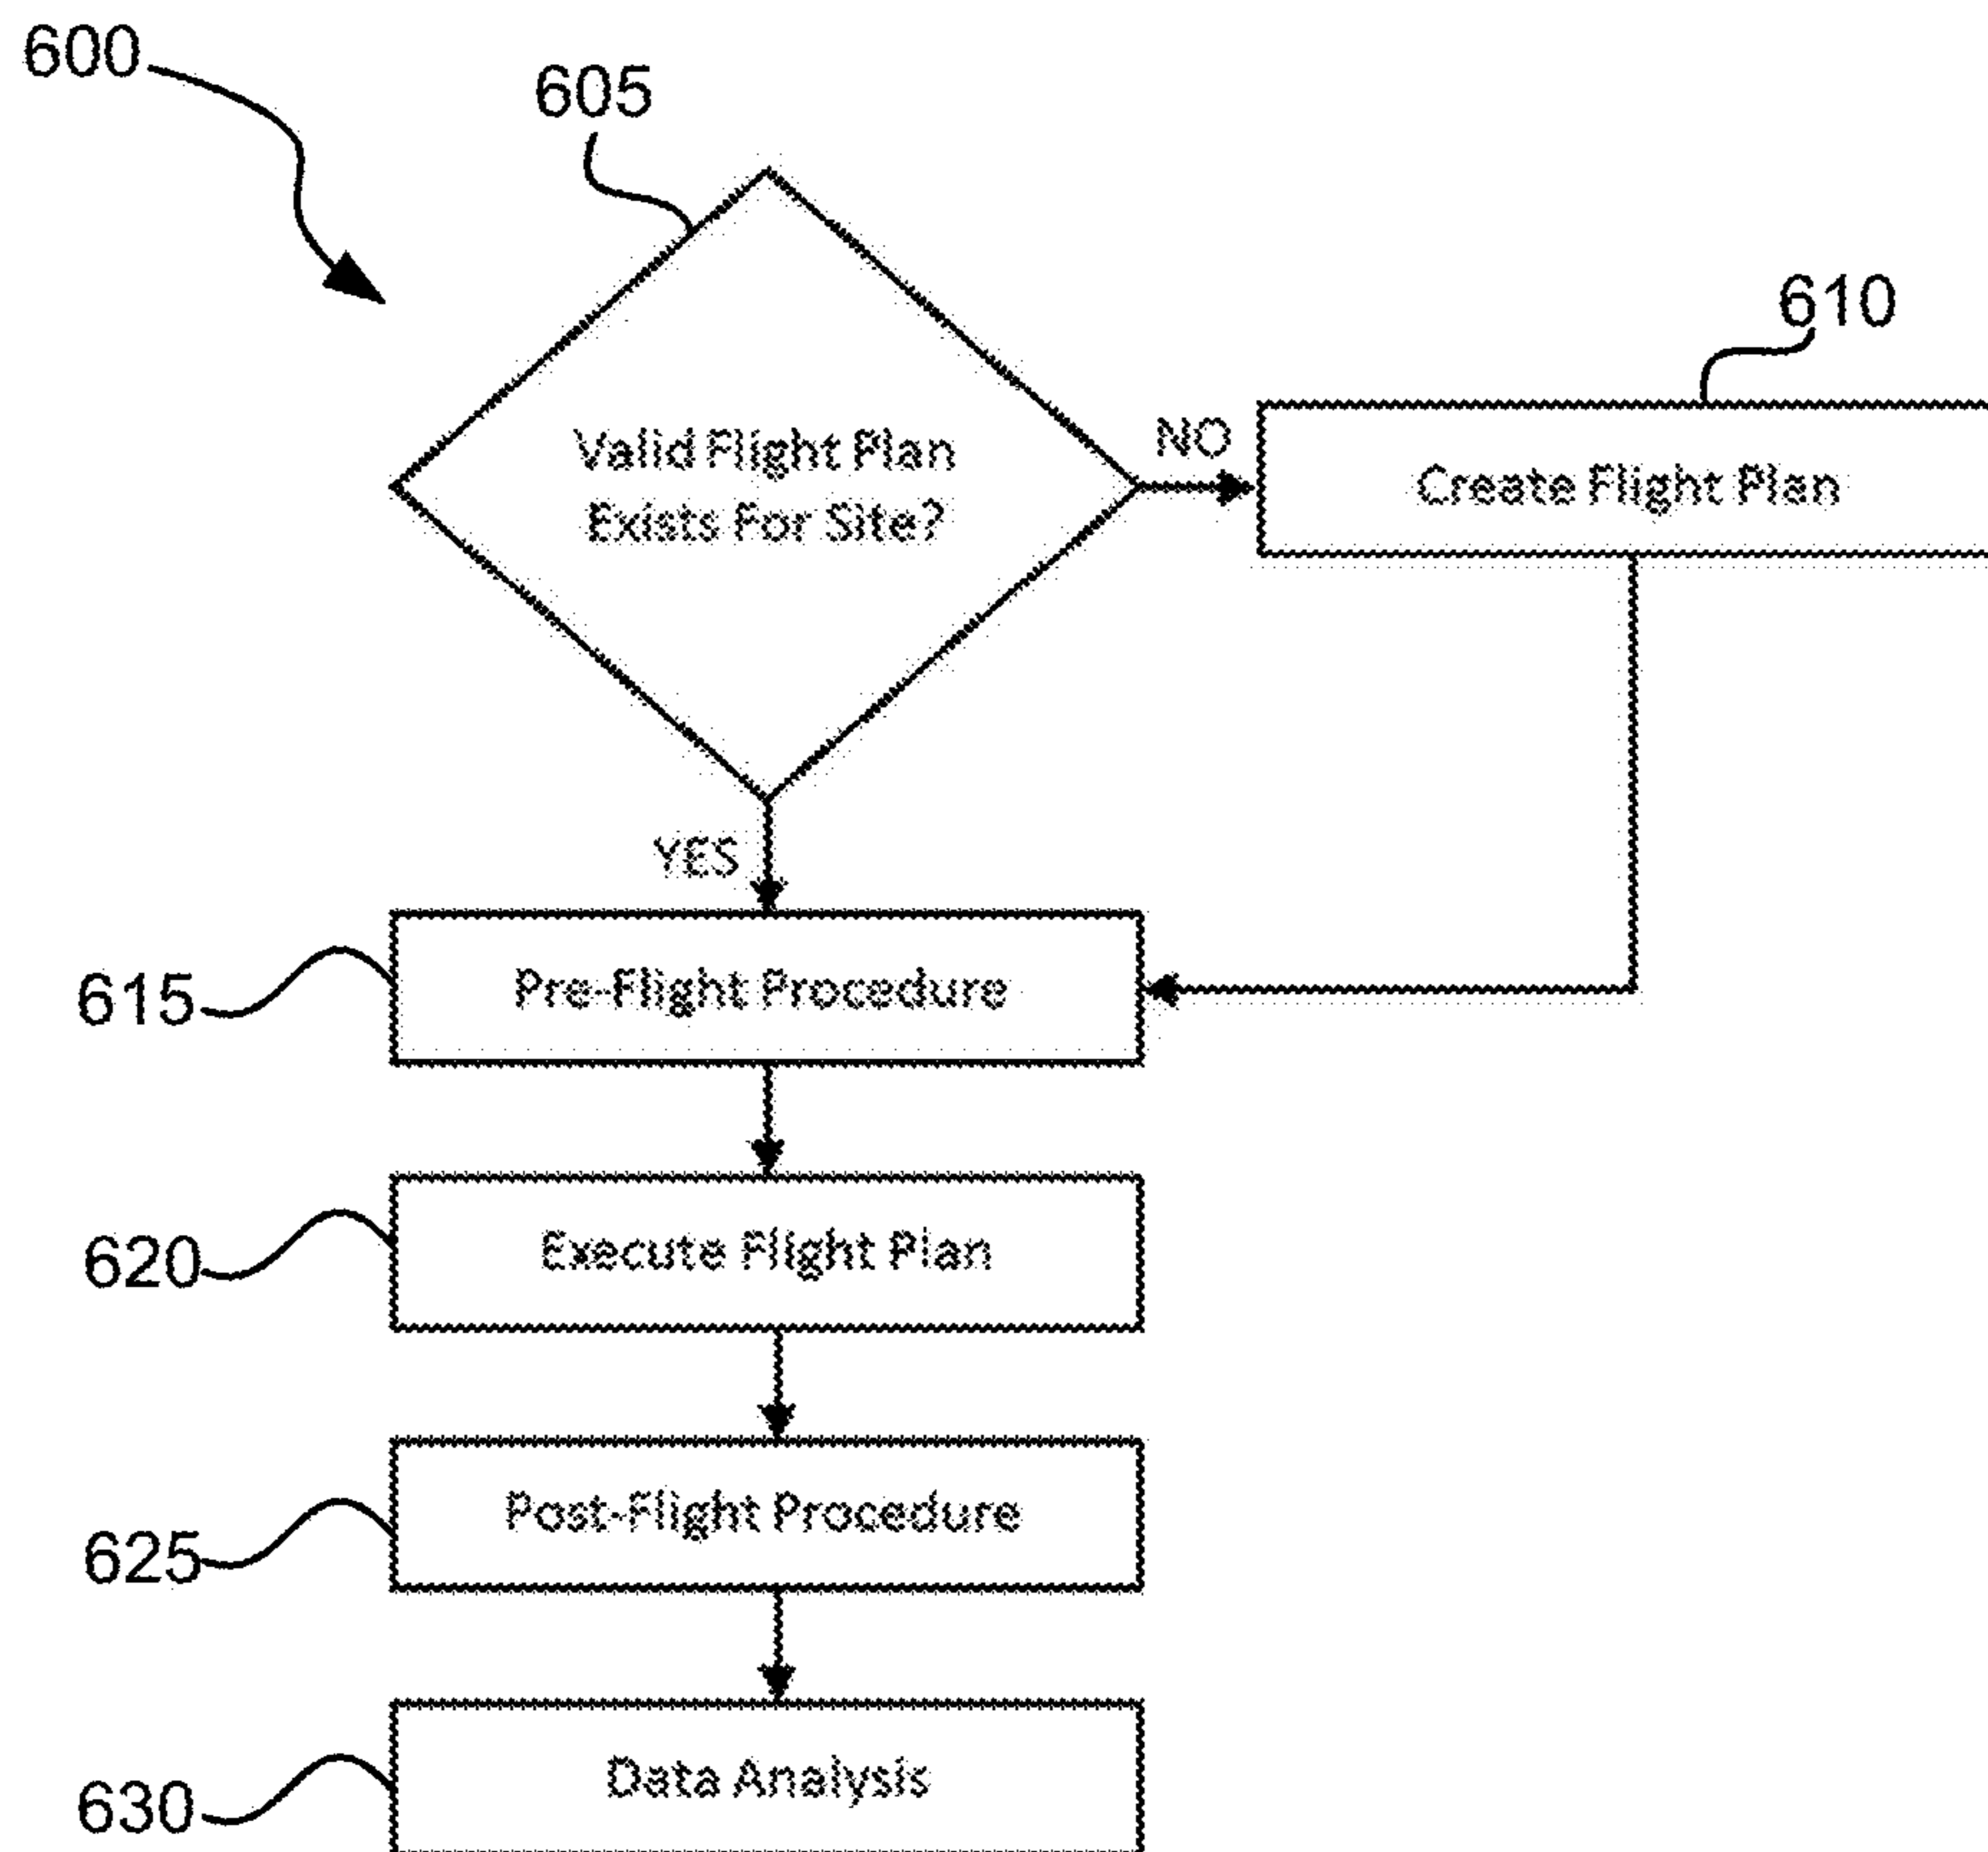 600
605
610
Valid Flight Plan
Exists For Site?
NO
Create Flight Plan
YES
615
Pre-Flight Procedure
620
Execute Flight Plan
625
Post-Flight Procedure
630
Data Analysis